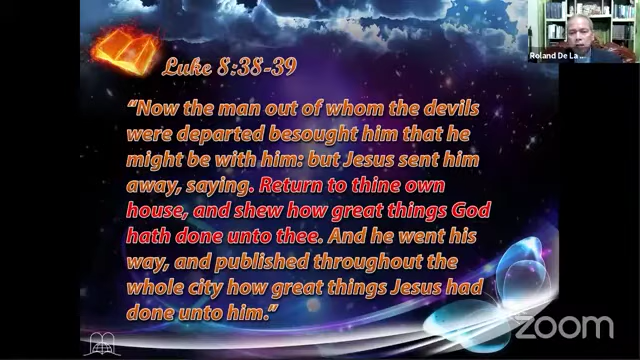 Luke 8:38-39
Roland De La ...
"Now the man out of whom the devils
were departed besought him that he
might be with him: but Jesus sent him
away, saying. Return to thine own
house, and shew how great things God
hath done unto thee. And he went his
way, and published throughout the
whole city how great things Jesus had
done unto him."
zoom